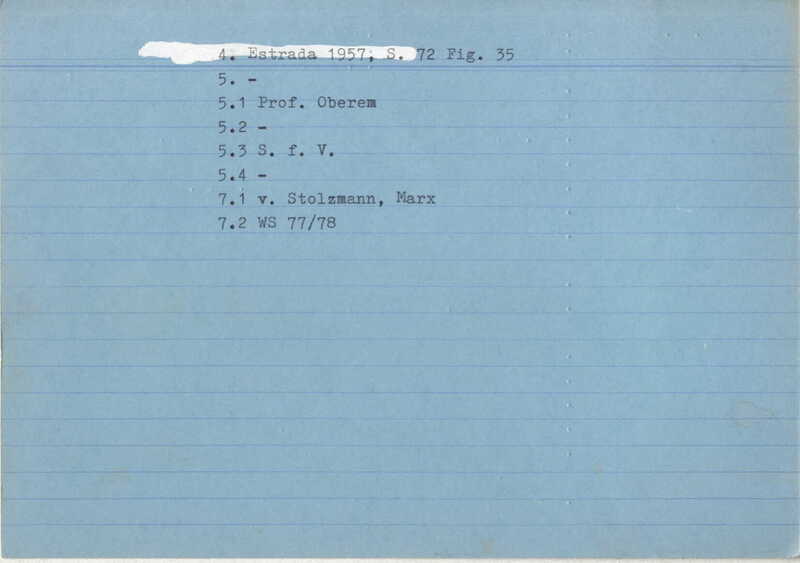 4. Estrada 1957; S. 72 Fig. 35
5. -
5.1 Prof. Oberem
5.2 -
5.3 S. f. V.
5.4 -
7.1 v. Stolzmann, Marx
7.2 WS 77/78